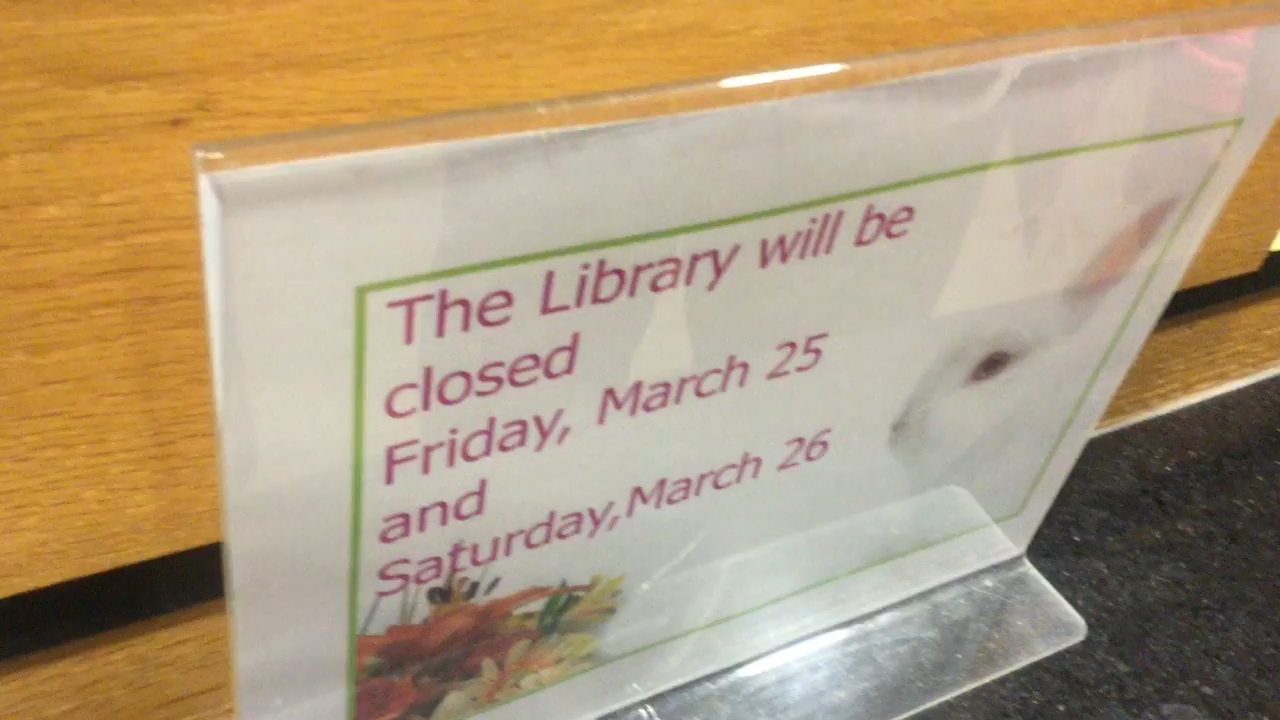 The Library will be
closed
Friday, March 25
and
Saturday,March 26